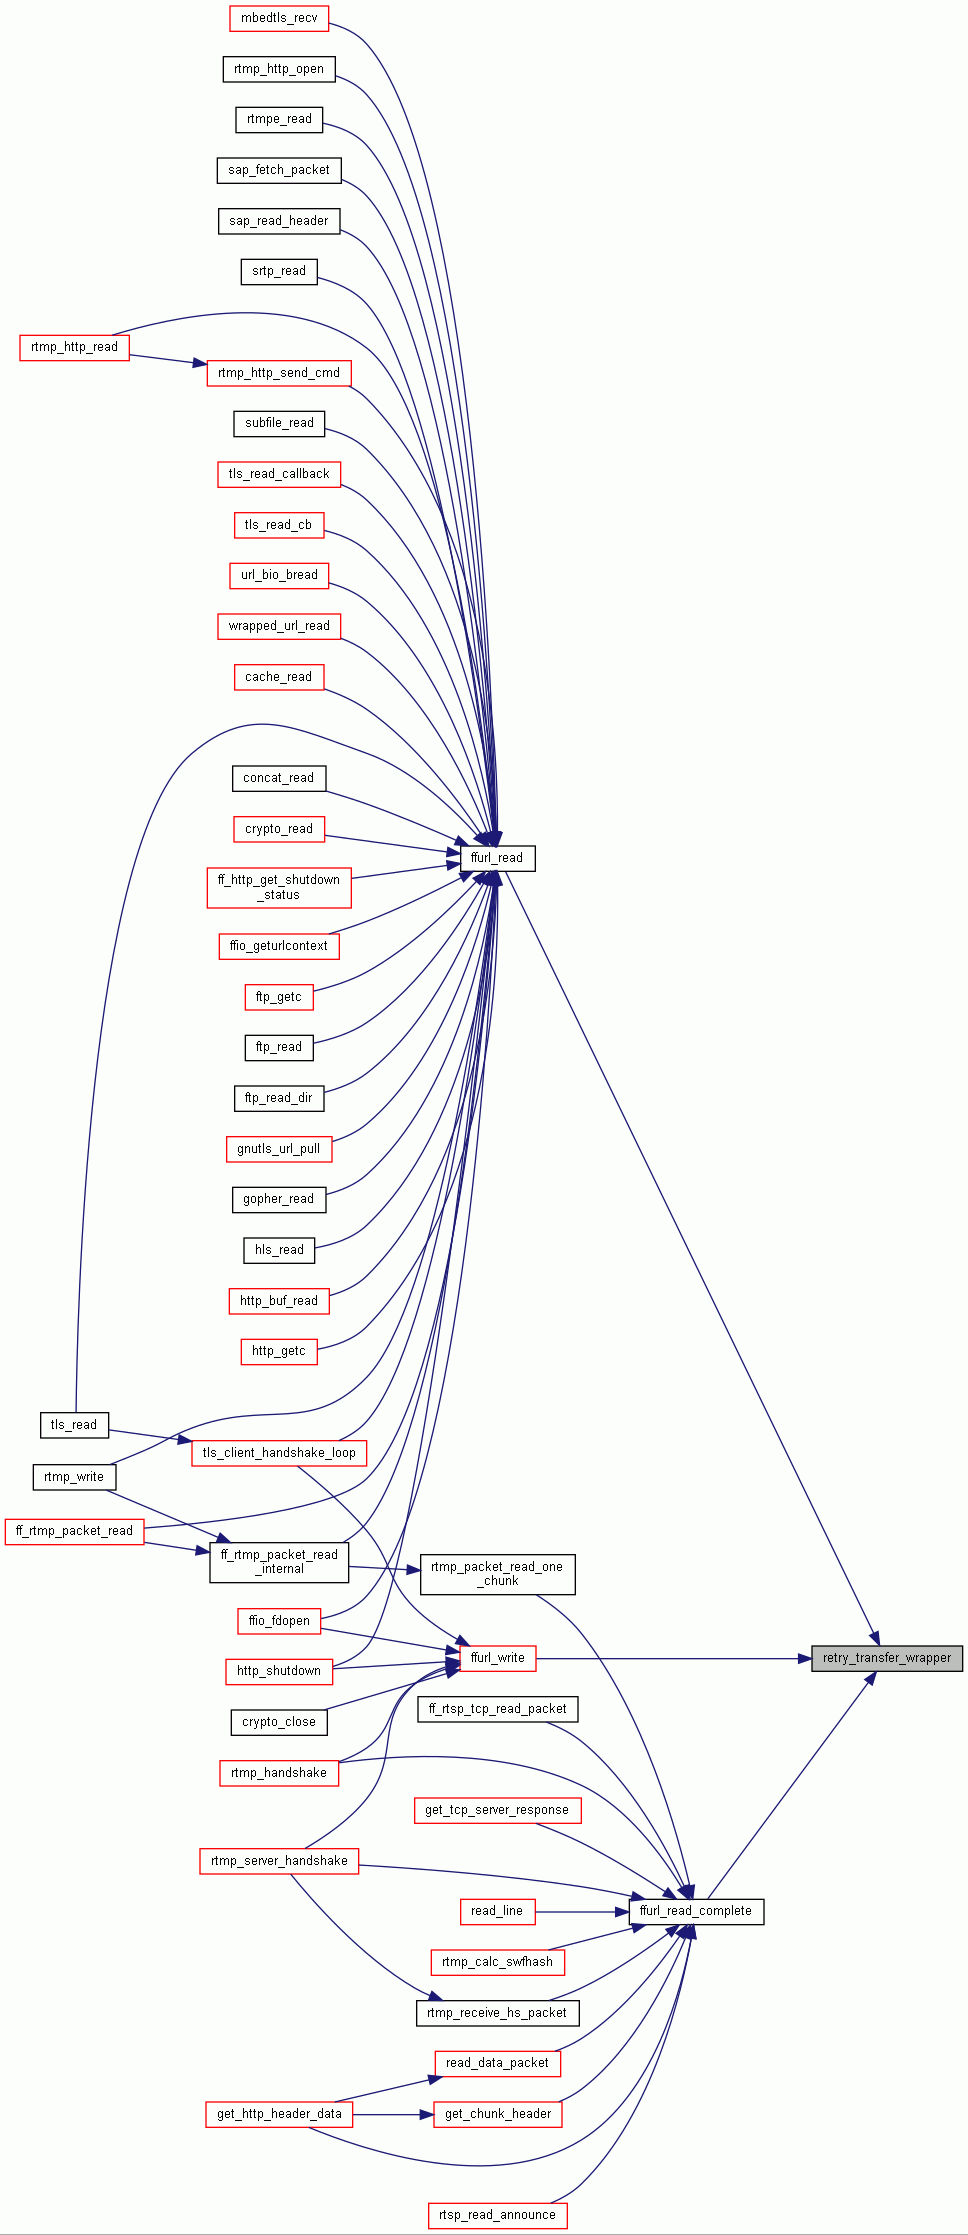 mbedtls_recv
rtmp_http_open
rtmpe_read
sap_fetch_packet
sap_read_header
srtp_read
rtmp_http_read
rtmp_http_send_cmd
subfile_read
tls_read_callback
tls_read_cb
url_bio_bread
wrapped_url_read
cache_read
concat_read
crypto_read
ffurl_read
ff_http_get_shutdown
_status
ffio_geturlcontext
ftp_getc
ftp_read
ftp_read_dir
gnutls_url_pull
gopher_read
hls_read
http_buf_read
http_getc
tls_read
tls_client_handshake_loop
rtmp_write
ff_rtmp_packet_read
ff_rtmp_packet_read
_internal
rtmp_packet_read_one
_chunk
ffio_fdopen
ffurl_write
retry_transfer_wrapper
http_shutdown
ff_rtsp_tcp_read_packet
crypto_close
rtmp_handshake
get_tcp_server_response
rtmp_server_handshake
read_line
ffurl_read_complete
rtmp_calc_swfhash
rtmp_receive_hs_packet
read_data_packet
get_http_header_data
get_chunk_header
rtsp_read_announce